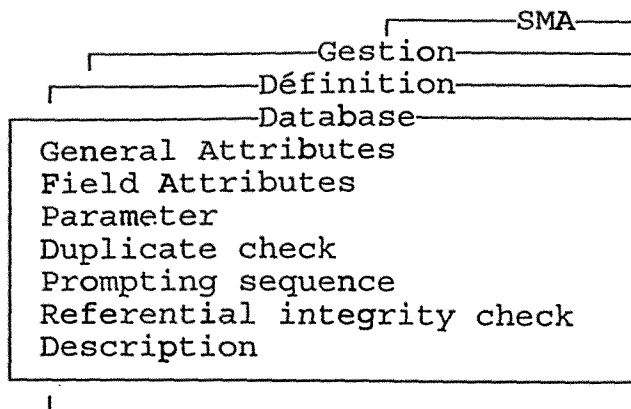 SMA
Gestion
Définition
Database
General Attributes
Field Attributes
Parameter
Duplicate check
Prompting sequence
Referential integrity check
Description